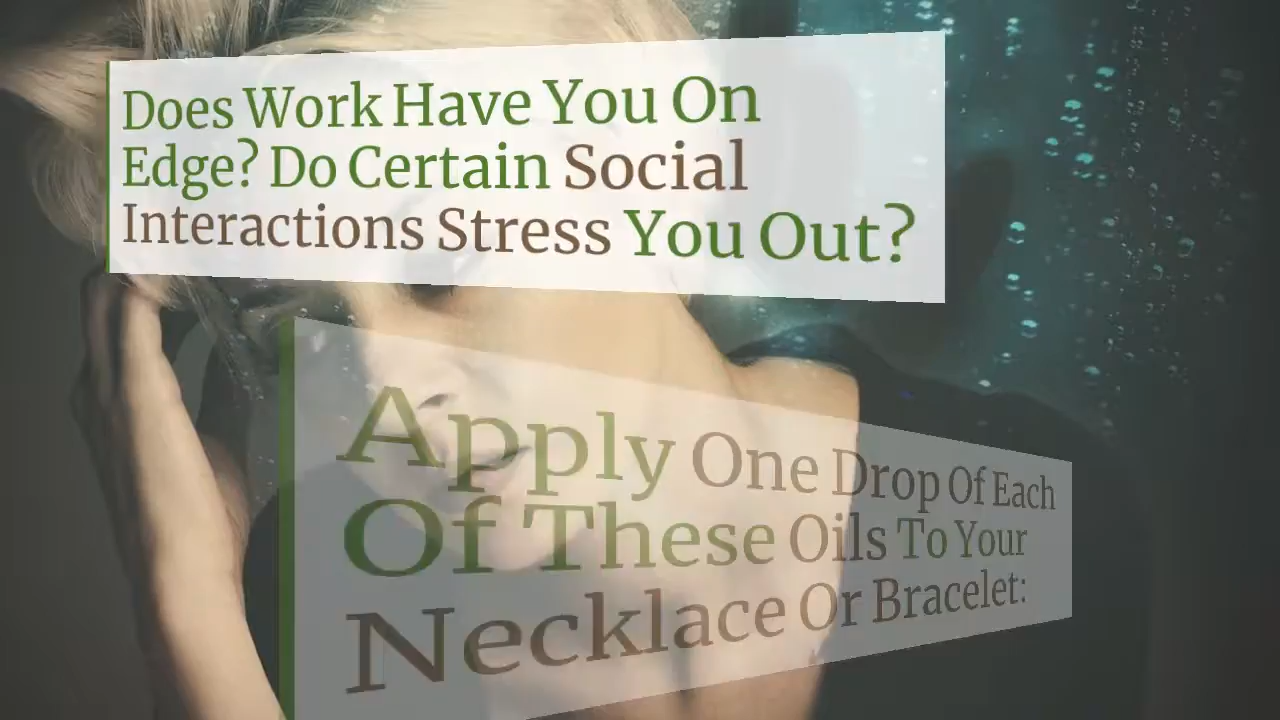 Does Work Have You On
Edge? Do Certain Social
Interactions Stress You Out?
Apply One Drop Of Each
Of These Oils To Your
Necklace Or Bracelet: